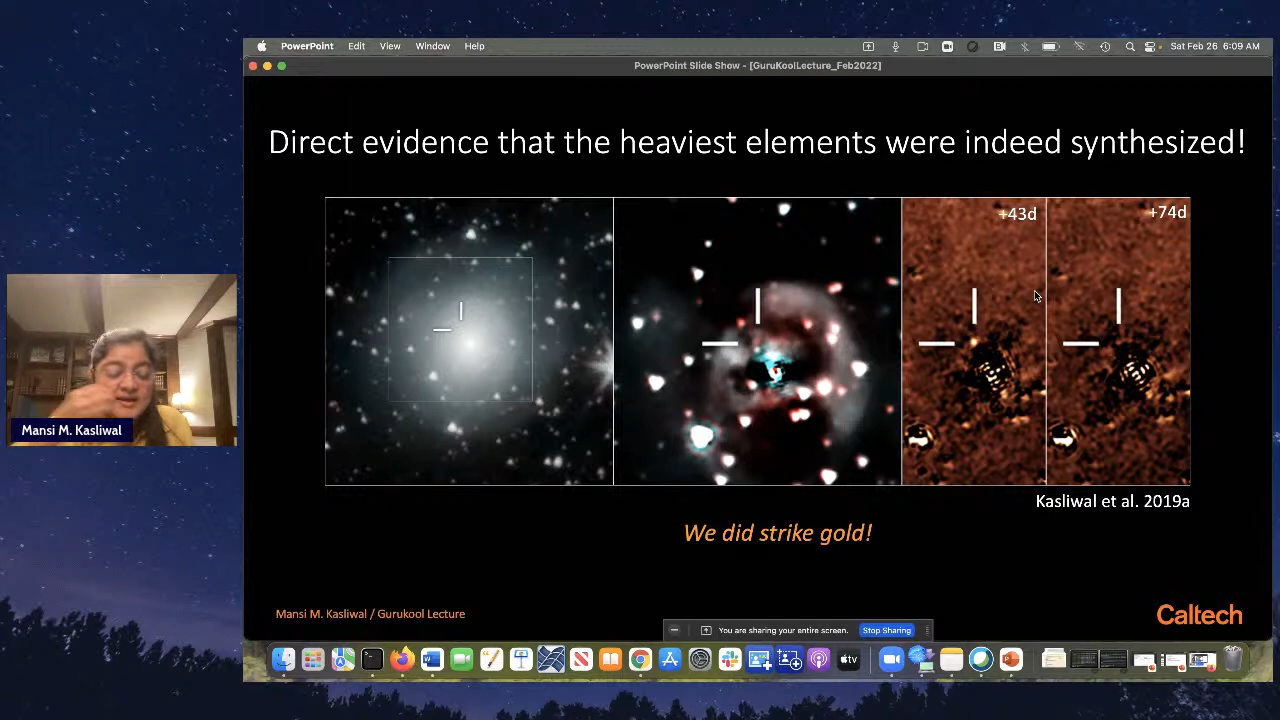 PowerPoint Edit View Window Help
Sat Feb 26 6:09 AM
PowerPoint Slide Show - [GuruKoolLecture_Feb2022]
Direct evidence that the heaviest elements were indeed synthesized!
+43d
+74d
Mansi M. Kasliwal
Kasliwal et al. 2019a
We did strike gold!
Mansi M. Kasliwal / Gurukool Lecture
Caltech
You are sharing your entire screen. Stop Sharing
tv